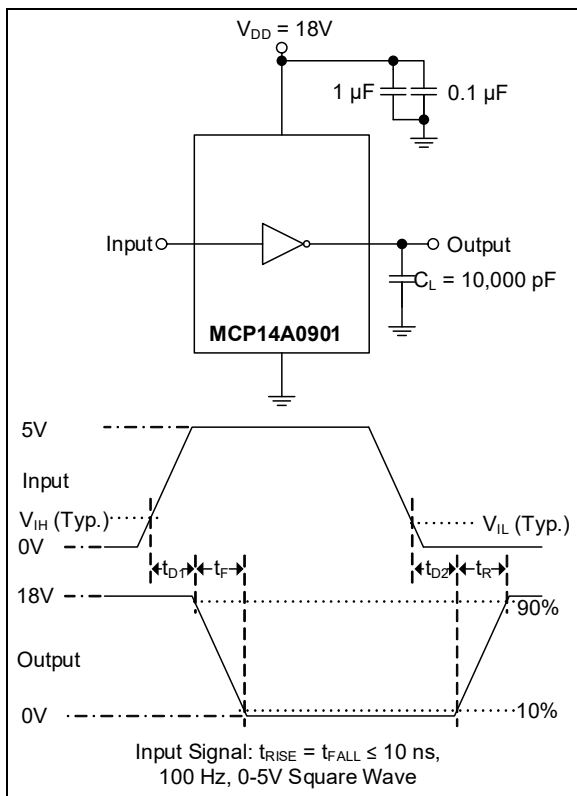 V_DD = 18V
1 µF
0.1 µF
Input
Output
C_L = 10,000 pF
MCP14A0901
5V
Input
V_IH (Typ.)
V_IL (Typ.)
0V
t_D1
t_F
t_D2
t_R
18V
90%
Output
0V
10%
Input Signal: t_RISE = t_FALL ≤ 10 ns,
100 Hz, 0-5V Square Wave